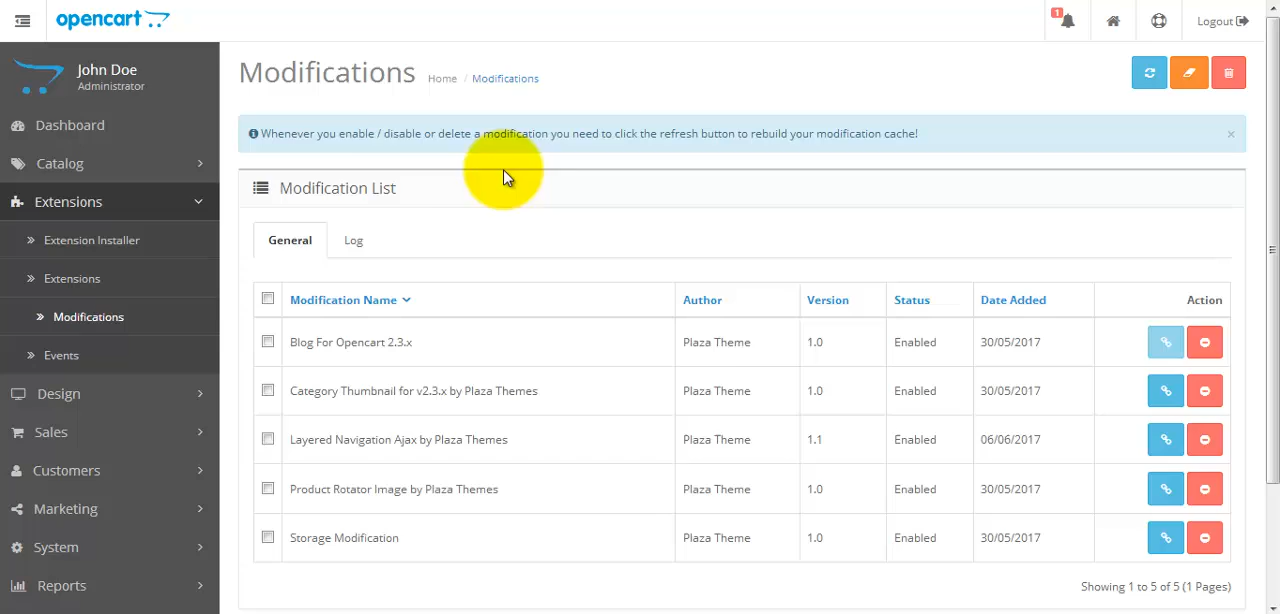 opencart
1
Logout
John Doe
Administrator
Dashboard
Catalog
Extensions
Extension Installer
Extensions
Modifications
Events
Design
Sales
Customers
Marketing
System
Reports
Modifications
Home / Modifications
Whenever you enable / disable or delete a modification you need to click the refresh button to rebuild your modification cache! ×
Modification List
General Log
Modification Name Author Version Status Date Added Action
Blog For Opencart 2.3.x Plaza Theme 1.0 Enabled 30/05/2017
Category Thumbnail for v2.3.x by Plaza Themes Plaza Theme 1.0 Enabled 30/05/2017
Layered Navigation Ajax by Plaza Themes Plaza Theme 1.1 Enabled 06/06/2017
Product Rotator Image by Plaza Themes Plaza Theme 1.0 Enabled 30/05/2017
Storage Modification Plaza Theme 1.0 Enabled 30/05/2017
Showing 1 to 5 of 5 (1 Pages)